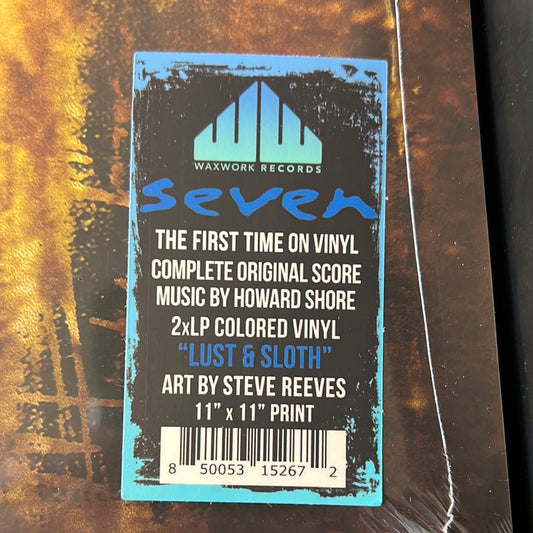 WAXWORK RECORDS
seven
THE FIRST TIME ON VINYL
COMPLETE ORIGINAL SCORE
MUSIC BY HOWARD SHORE
2xLP COLORED VINYL
“LUST & SLOTH”
ART BY STEVE REEVES
11” x 11” PRINT
8 50053 15267 2